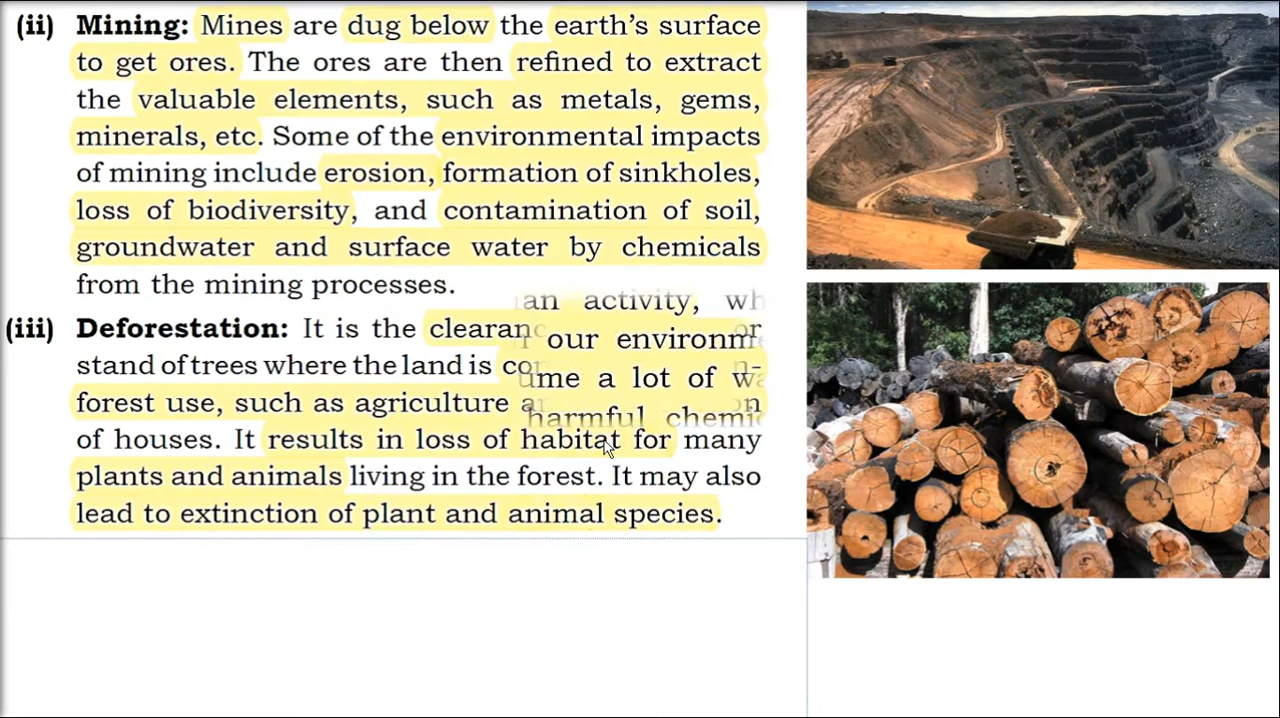 (ii) Mining: Mines are dug below the earth's surface
to get ores. The ores are then refined to extract
the valuable elements, such as metals, gems,
minerals, etc. Some of the environmental impacts
of mining include erosion, formation of sinkholes,
loss of biodiversity, and contamination of soil,
groundwater and surface water by chemicals
from the mining processes.
an activity,
(iii) Deforestation: It is the
our
stand of trees where the land is
a lot of
forest use, such as agriculture
harmful
of houses. It results in loss of habitat for many
plants and animals living in the forest. It may also
lead to extinction of plant and animal species.